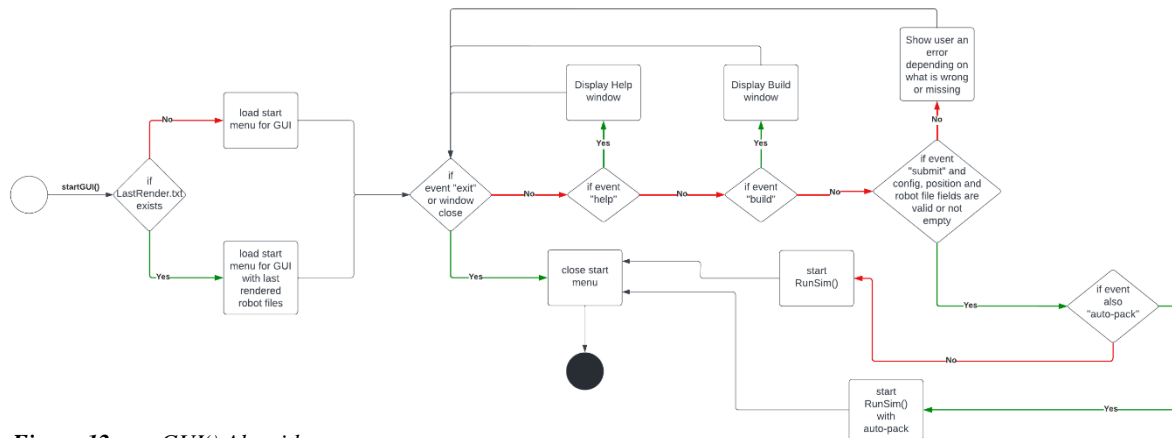 startGUI()
if
LastRender.txt
exists
No
load start
menu for GUI
Yes
load start
menu for GUI
with last
rendered
robot files
if
event "exit"
or window
close
No
Yes
if event
"help"
Yes
Display Help
window
No
if event
"build"
Yes
Display Build
window
No
if event
"submit" and
config, position and
robot file fields are
valid or not
empty
No
Show user an
error
depending on
what is wrong
or missing
Yes
if event
also
"auto-pack"
No
start
RunSim()
Yes
start
RunSim()
with
auto-pack
close start
menu
GUI()